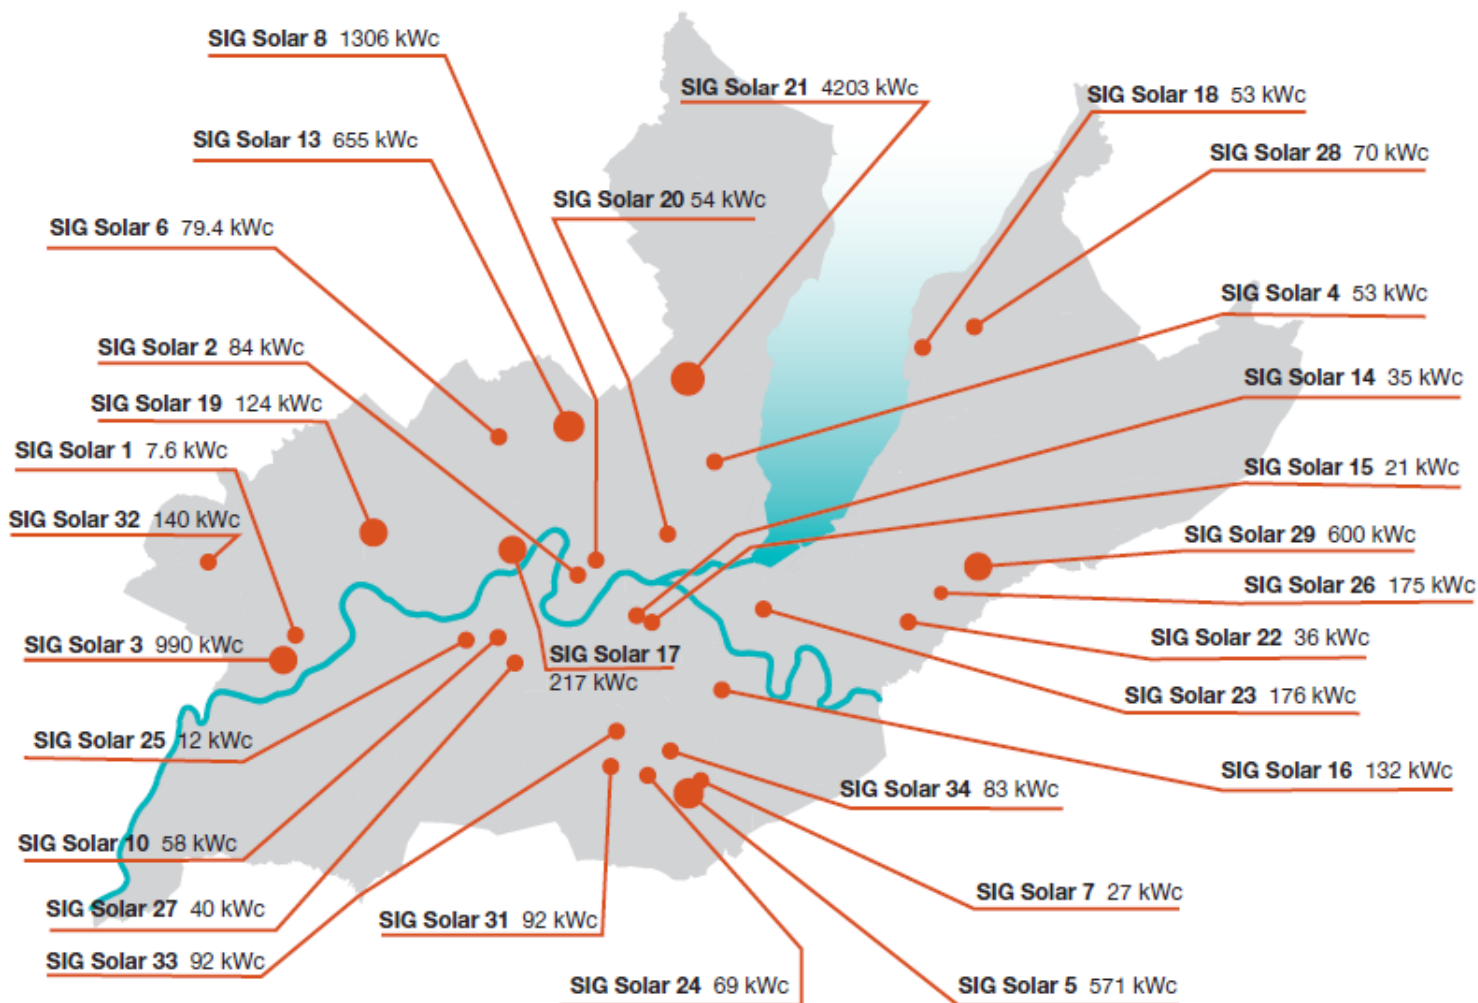 SIG Solar 8 1306 kWc
SIG Solar 21 4203 kWc
SIG Solar 18 53 kWc
SIG Solar 13 655 kWc
SIG Solar 28 70 kWc
SIG Solar 20 54 kWc
SIG Solar 6 79.4 kWc
SIG Solar 4 53 kWc
SIG Solar 2 84 kWc
SIG Solar 14 35 kWc
SIG Solar 19 124 kWc
SIG Solar 1 7.6 kWc
SIG Solar 15 21 kWc
SIG Solar 32 140 kWc
SIG Solar 29 600 kWc
SIG Solar 26 175 kWc
SIG Solar 3 990 kWc
SIG Solar 22 36 kWc
SIG Solar 17
217 kWc
SIG Solar 23 176 kWc
SIG Solar 25 12 kWc
SIG Solar 16 132 kWc
SIG Solar 34 83 kWc
SIG Solar 10 58 kWc
SIG Solar 7 27 kWc
SIG Solar 27 40 kWc
SIG Solar 31 92 kWc
SIG Solar 33 92 kWc
SIG Solar 24 69 kWc
SIG Solar 5 571 kWc